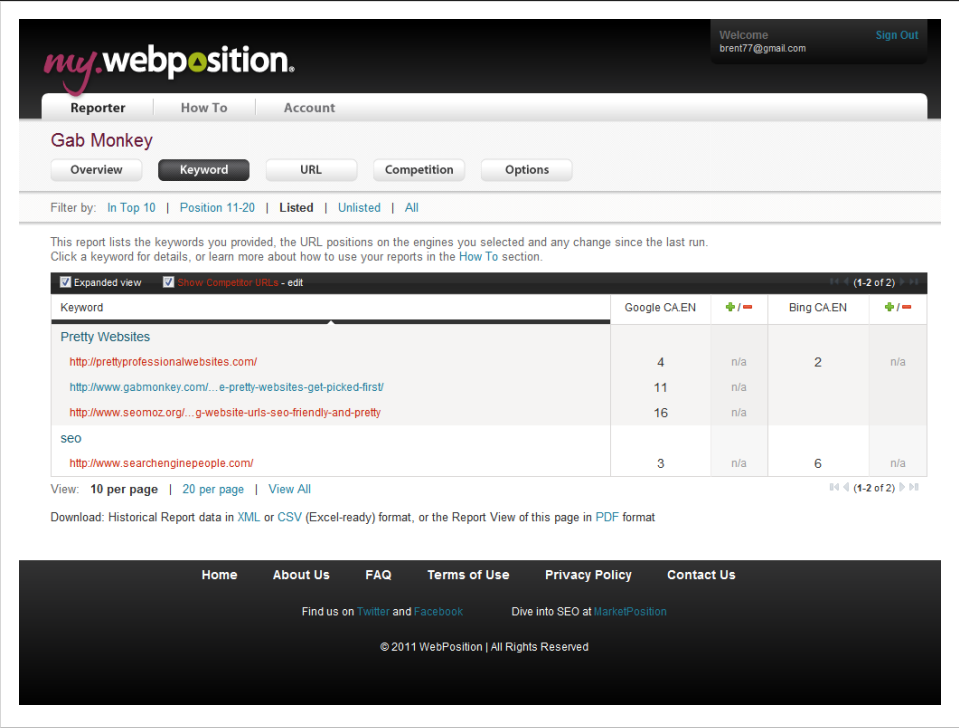 Welcome
brent77@gmail.com
Sign Out
my.webposition.
Reporter How To Account
Gab Monkey
Overview Keyword URL Competition Options
Filter by: In Top 10 | Position 11-20 | Listed | Unlisted | All
This report lists the keywords you provided, the URL positions on the engines you selected and any change since the last run.
Click a keyword for details, or learn more about how to use your reports in the How To section.
Expanded view Show Competitor URLs - edit (1-2 of 2)
Keyword Google CA.EN +/- Bing CA.EN +/-
Pretty Websites
http://prettyprofessionalwebsites.com/ 4 n/a 2 n/a
http://www.gabmonkey.com/...e-pretty-websites-get-picked-first/ 11 n/a
http://www.seomoz.org/...g-website-urls-seo-friendly-and-pretty 16 n/a
seo
http://www.searchenginepeople.com/ 3 n/a 6 n/a
View: 10 per page | 20 per page | View All (1-2 of 2)
Download: Historical Report data in XML or CSV (Excel-ready) format, or the Report View of this page in PDF format
Home About Us FAQ Terms of Use Privacy Policy Contact Us
Find us on Twitter and Facebook Dive into SEO at MarketPosition
© 2011 WebPosition | All Rights Reserved